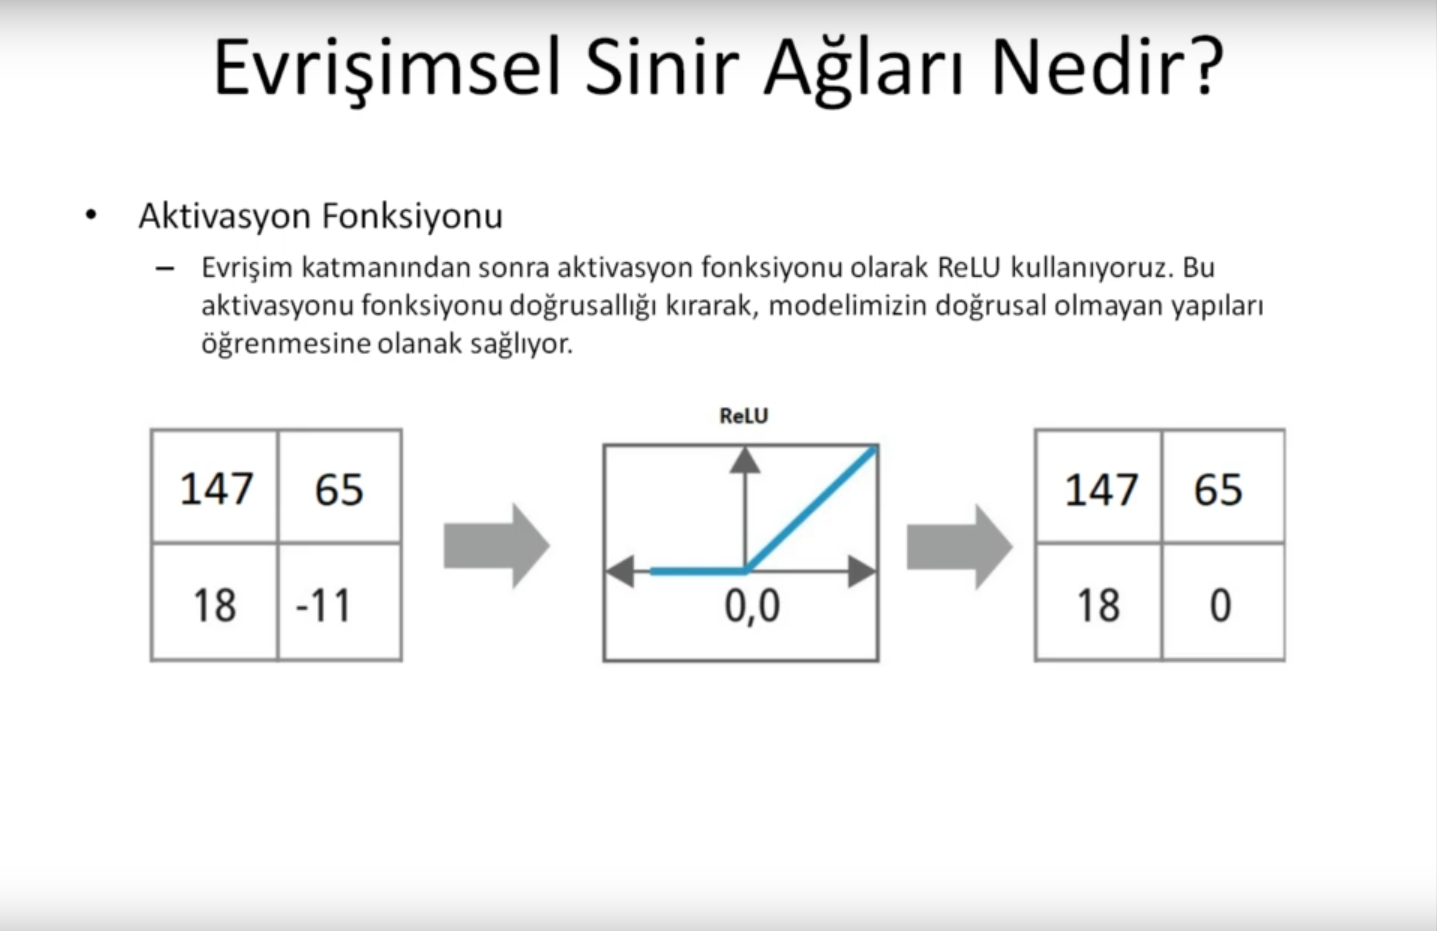 Evrişimsel Sinir Ağları Nedir?
• Aktivasyon Fonksiyonu
– Evrişim katmanından sonra aktivasyon fonksiyonu olarak ReLU kullanıyoruz. Bu
aktivasyonu fonksiyonu doğrusallığı kırarak, modelimizin doğrusal olmayan yapıları
öğrenmesine olanak sağlıyor.
ReLU
147 65
147 65
18 -11
0,0
18 0